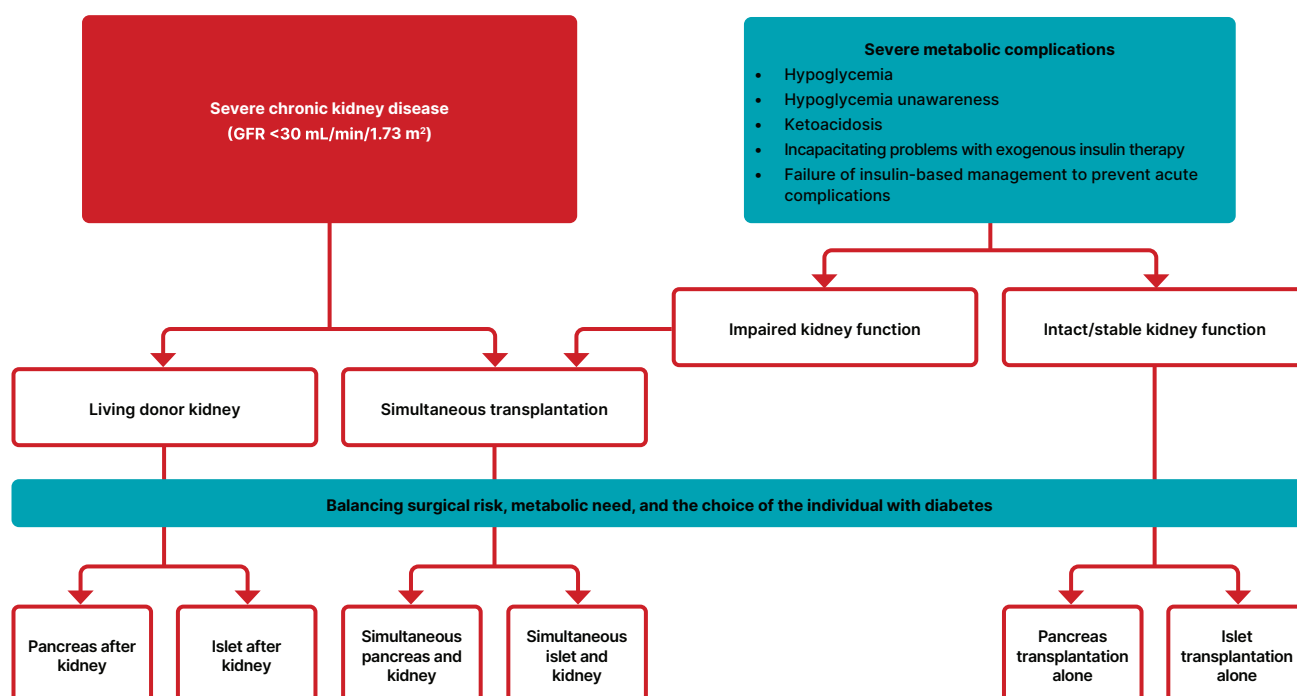 Severe chronic kidney disease
(GFR <30 mL/min/1.73 m²)
Severe metabolic complications
• Hypoglycemia
• Hypoglycemia unawareness
• Ketoacidosis
• Incapacitating problems with exogenous insulin therapy
• Failure of insulin-based management to prevent acute
complications
Impaired kidney function
Intact/stable kidney function
Living donor kidney
Simultaneous transplantation
Balancing surgical risk, metabolic need, and the choice of the individual with diabetes
Pancreas after
kidney
Islet after
kidney
Simultaneous
pancreas and
kidney
Simultaneous
islet and
kidney
Pancreas
transplantation
alone
Islet
transplantation
alone